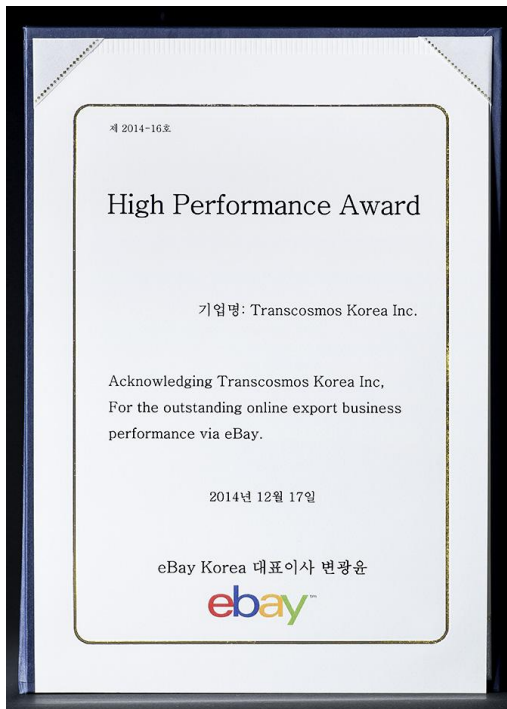 제 2014-16호
High Performance Award
기업명: Transcosmos Korea Inc.
Acknowledging Transcosmos Korea Inc,
For the outstanding online export business
performance via eBay.
2014년 12월 17일
eBay Korea 대표이사 변광윤
ebay